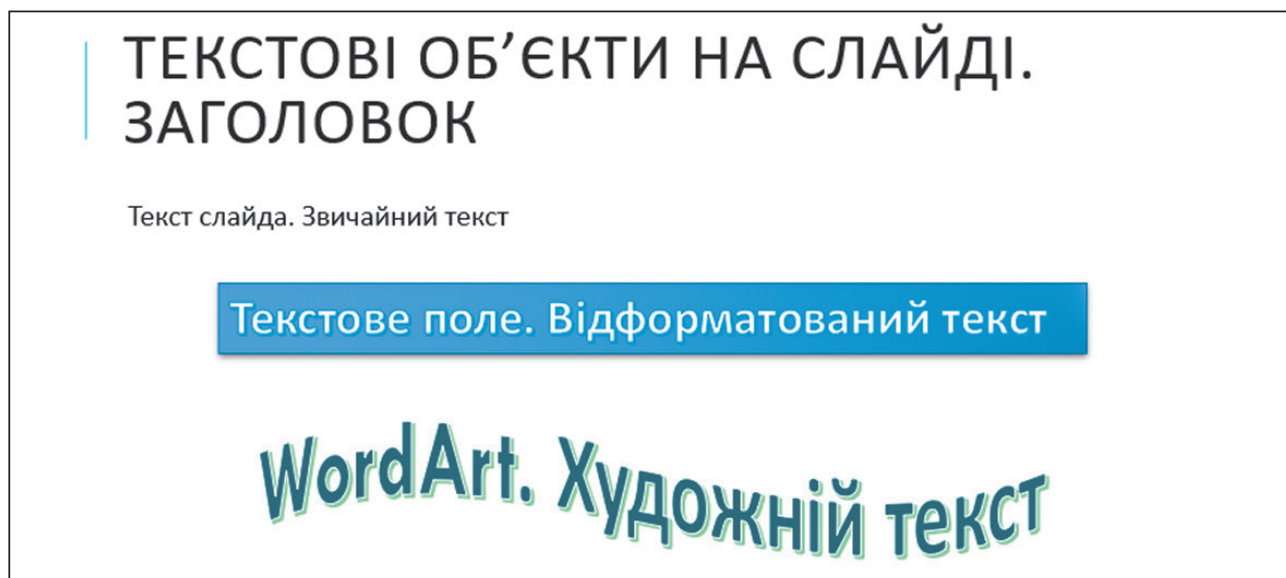 ТЕКСТОВІ ОБ’ЄКТИ НА СЛАЙДІ.
ЗАГОЛОВОК
Текст слайда. Звичайний текст
Текстове поле. Відформатований текст
WordArt. Художній текст